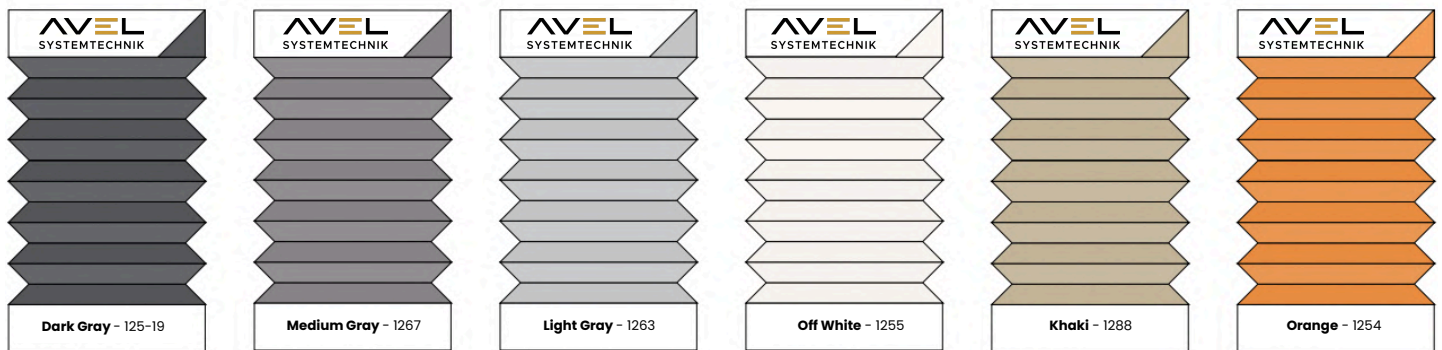 AVEL
SYSTEMTECHNIK
Dark Gray - 125-19
AVEL
SYSTEMTECHNIK
Medium Gray - 1267
AVEL
SYSTEMTECHNIK
Light Gray - 1263
AVEL
SYSTEMTECHNIK
Off White - 1255
AVEL
SYSTEMTECHNIK
Khaki - 1288
AVEL
SYSTEMTECHNIK
Orange - 1254